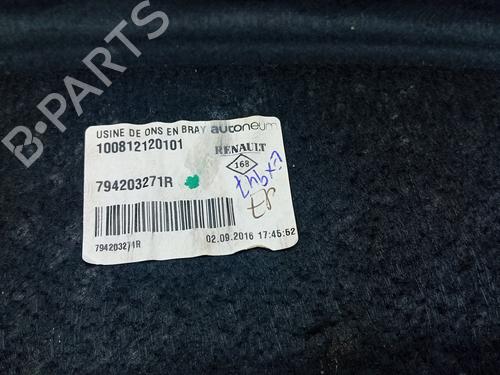 B-PARTS
USINE DE ONS EN BRAY autoneum
100812120101
RENAULT
168
794203271R
794203271R
02.09.2016 17:45:52